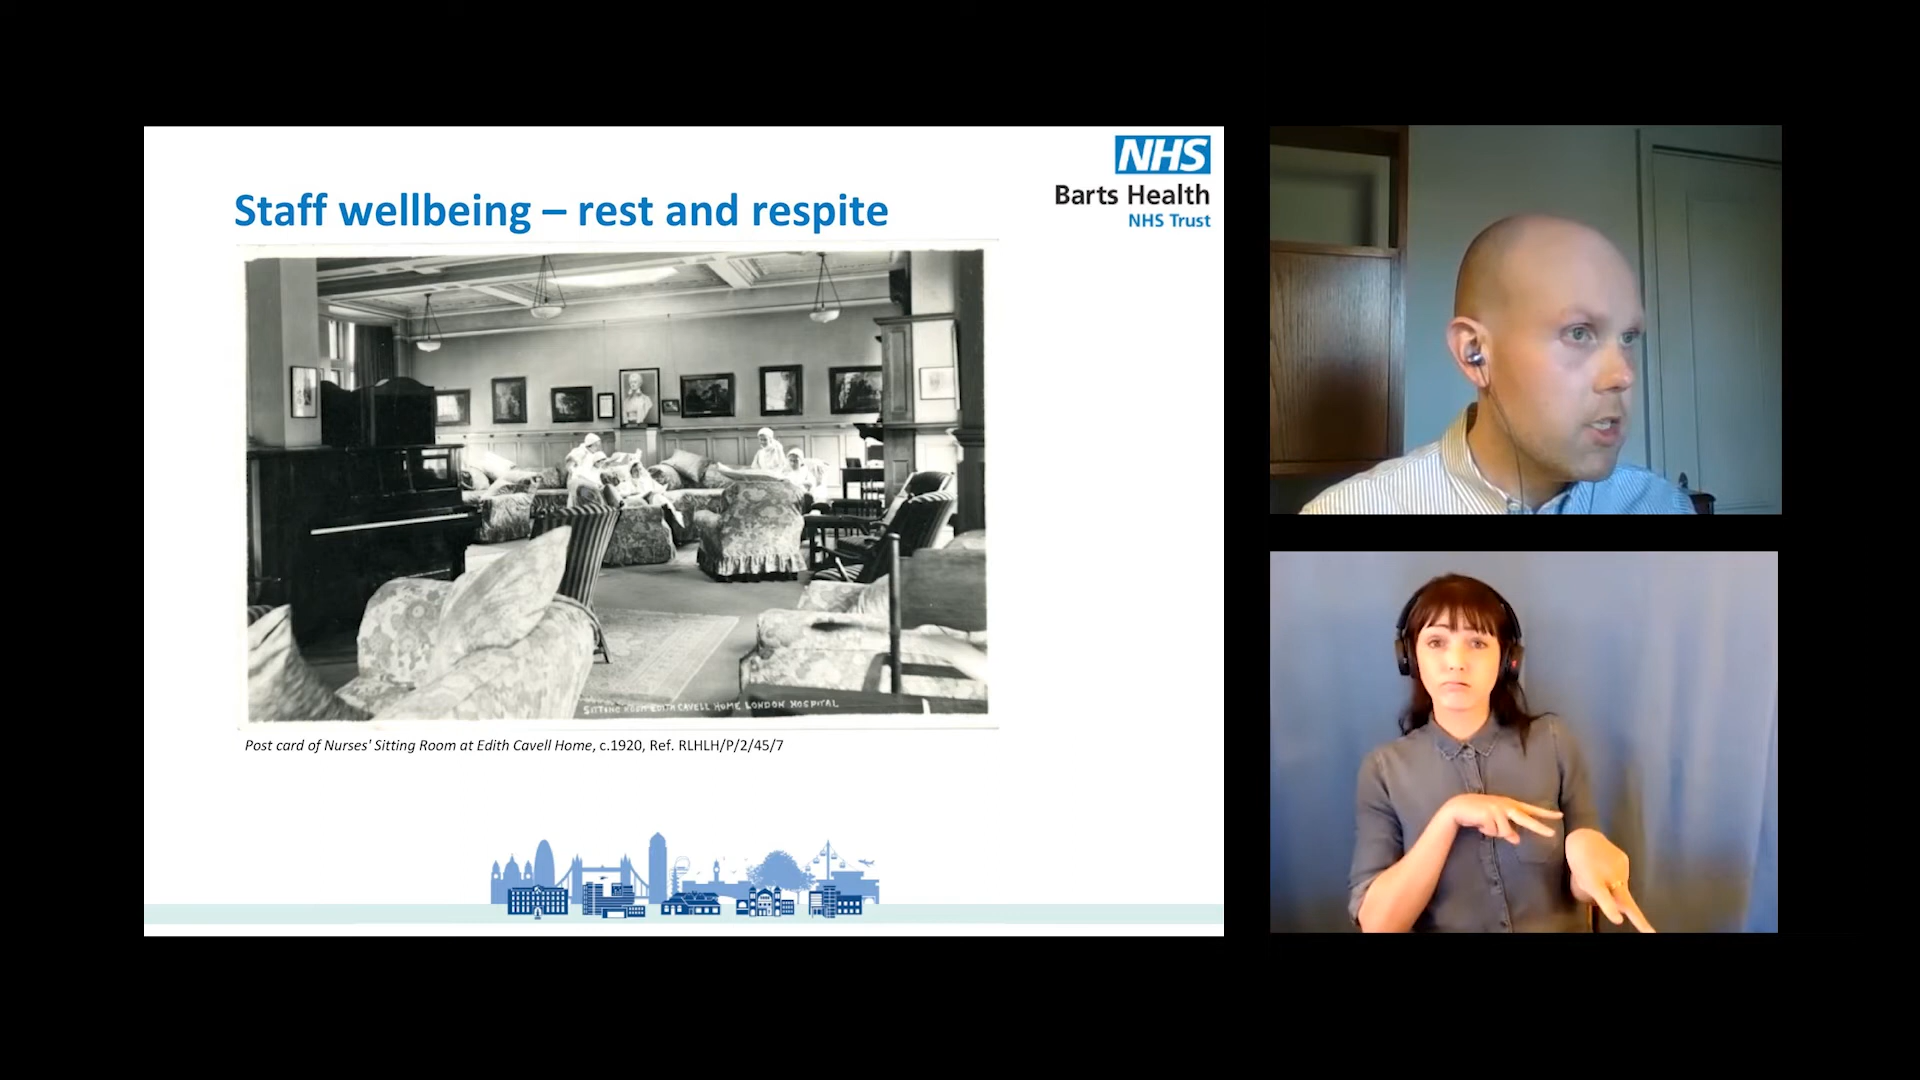 NHS
Barts Health
NHS Trust
Staff wellbeing – rest and respite
SITTING ROOM EDITH CAVELL HOME LONDON HOSPITAL
Post card of Nurses' Sitting Room at Edith Cavell Home, c.1920, Ref. RLHLH/P/2/45/7